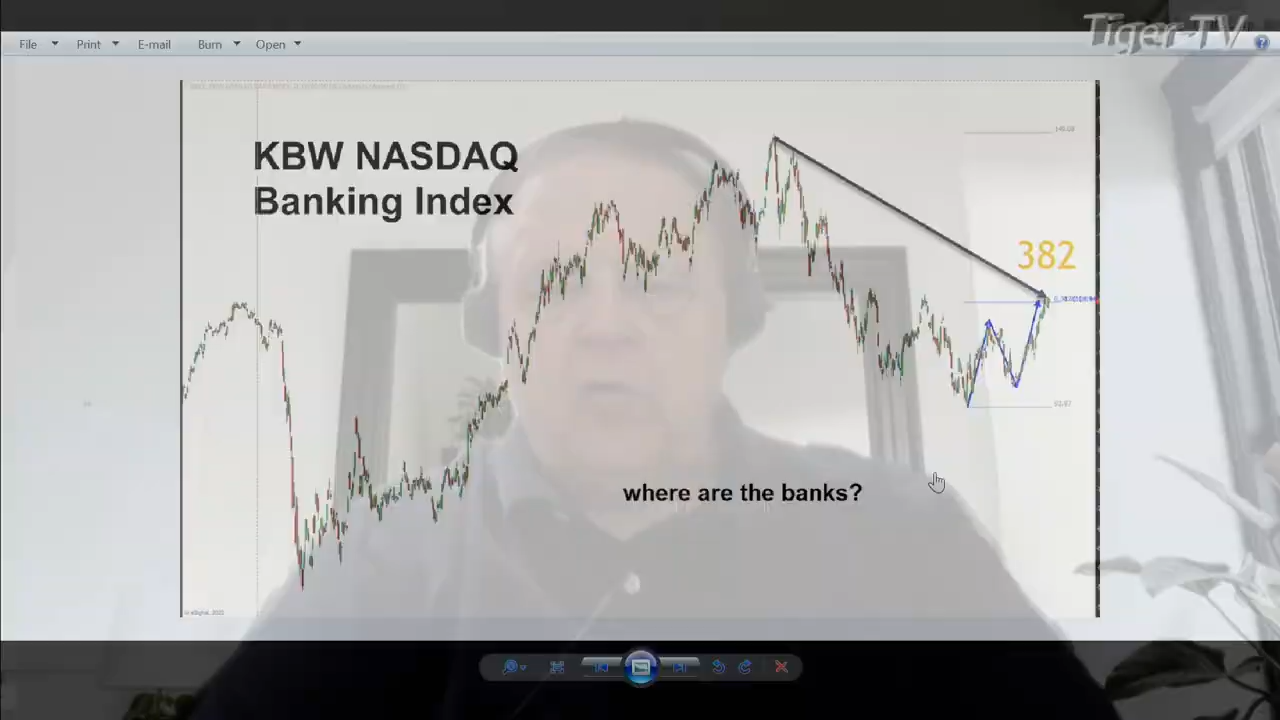 Tiger-TV
File
Print
E-mail
Burn
Open
KBW NASDAQ
Banking Index
382
where are the banks?